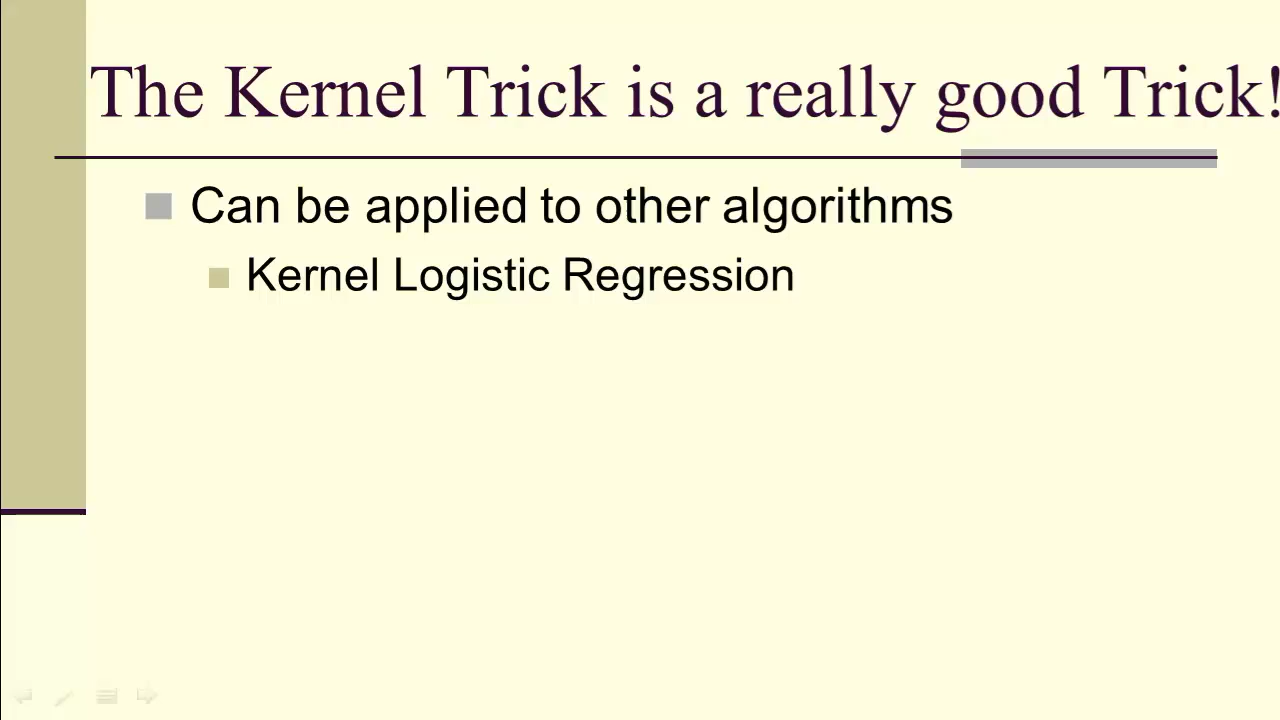 The Kernel Trick is a really good Trick!
Can be applied to other algorithms
Kernel Logistic Regression